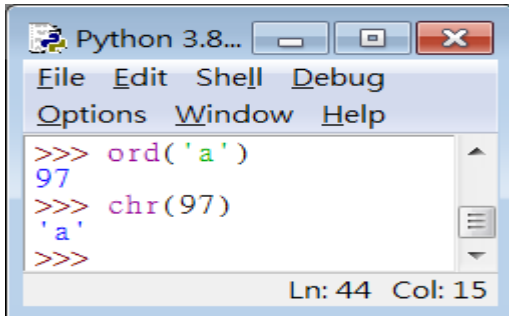 Python 3.8...
File Edit Shell Debug
Options Window Help
>>> ord('a')
97
>>> chr(97)
'a'
>>>
Ln: 44 Col: 15